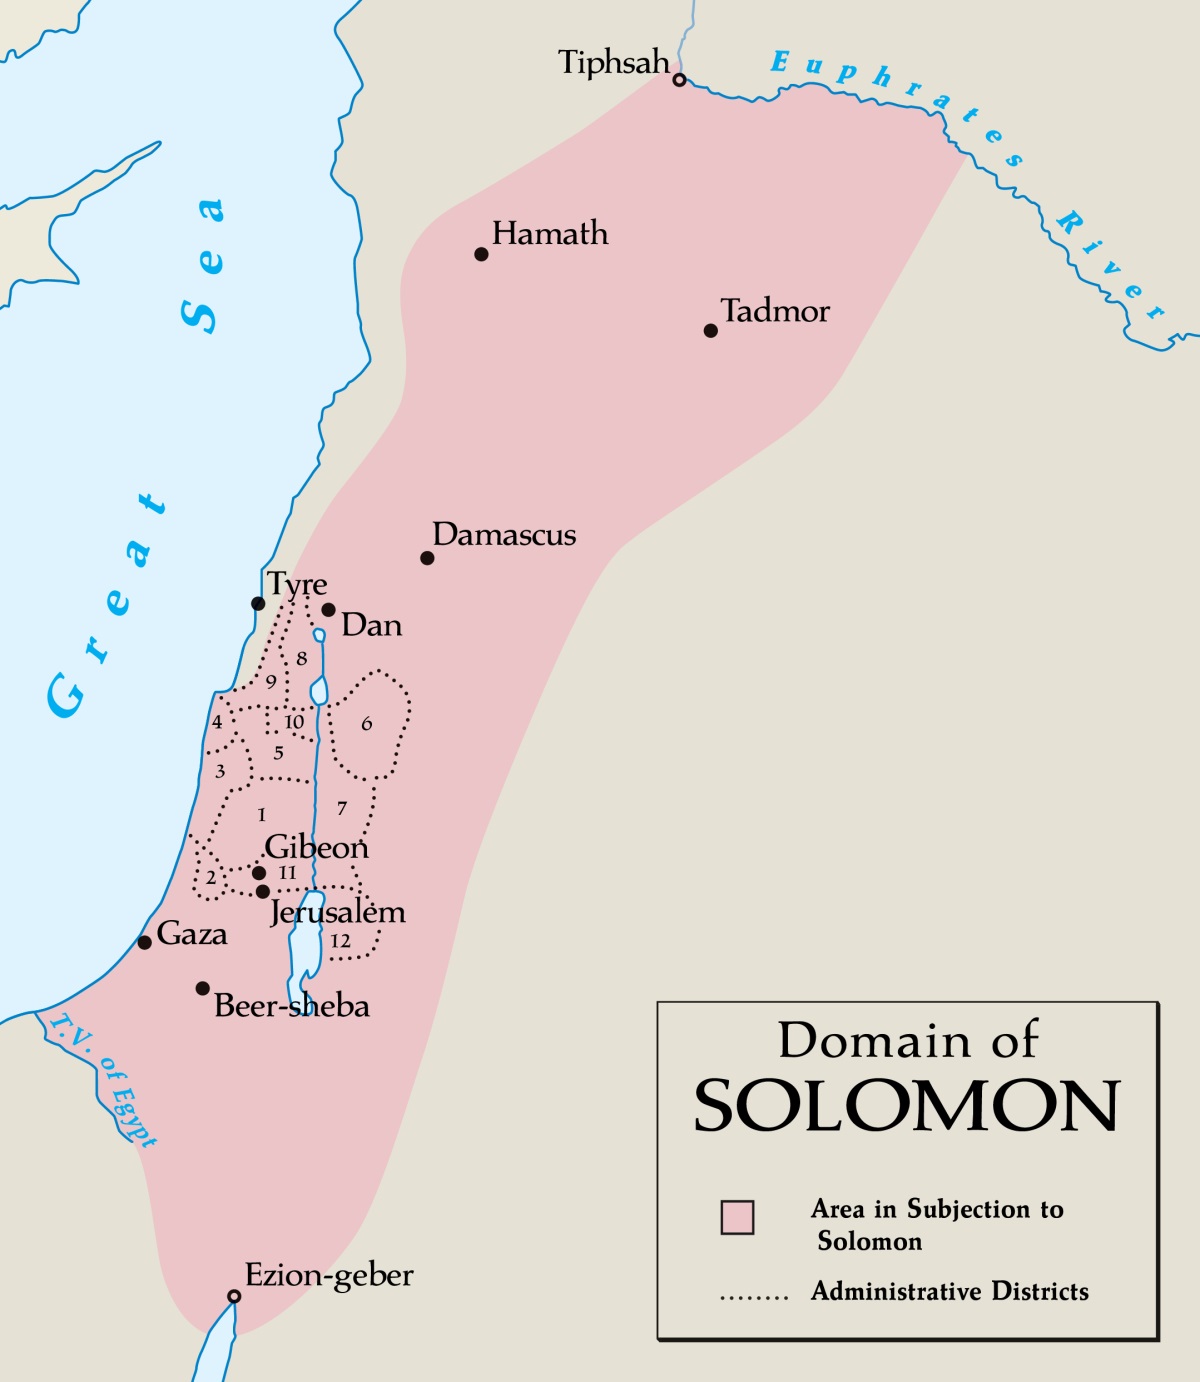 Tiphsah
Euphrates
River
Hamath
Tadmor
Great Sea
Damascus
Tyre
Dan
8
9
4
10
6
5
3
1
7
Gibeon
2
11
Jerusalem
Gaza
12
Beer-sheba
T.V. of Egypt
Ezion-geber
Domain of
SOLOMON
Area in Subjection to
Solomon
Administrative Districts